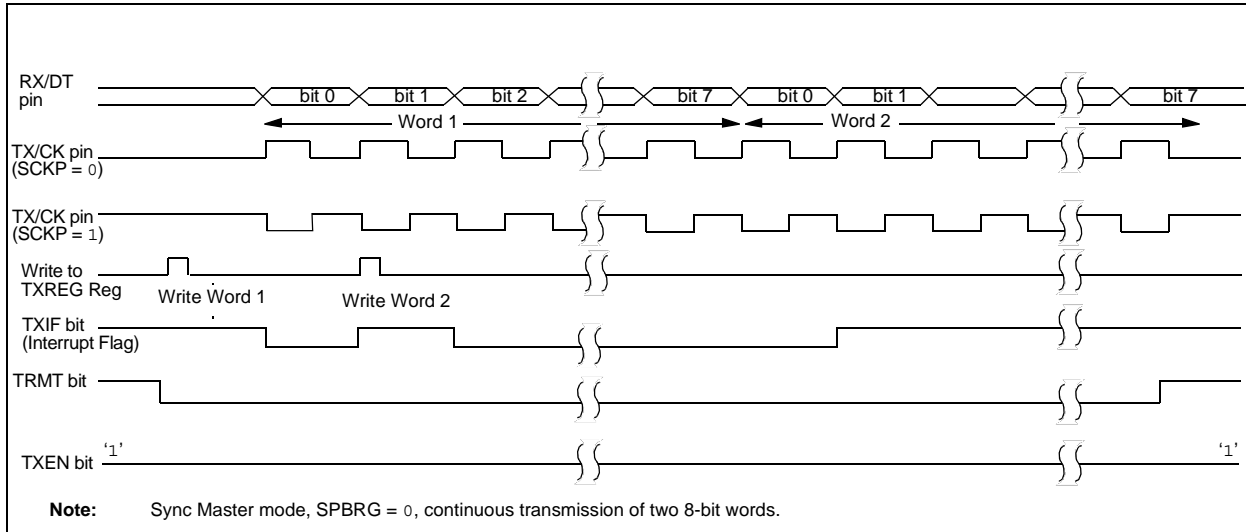 RX/DT
pin
bit 0 bit 1 bit 2 bit 7 bit 0 bit 1 bit 7
Word 1 Word 2
TX/CK pin
(SCKP = 0)
TX/CK pin
(SCKP = 1)
Write to
TXREG Reg
Write Word 1 Write Word 2
TXIF bit
(Interrupt Flag)
TRMT bit
TXEN bit
‘1’ ‘1’
Note: Sync Master mode, SPBRG = 0, continuous transmission of two 8-bit words.